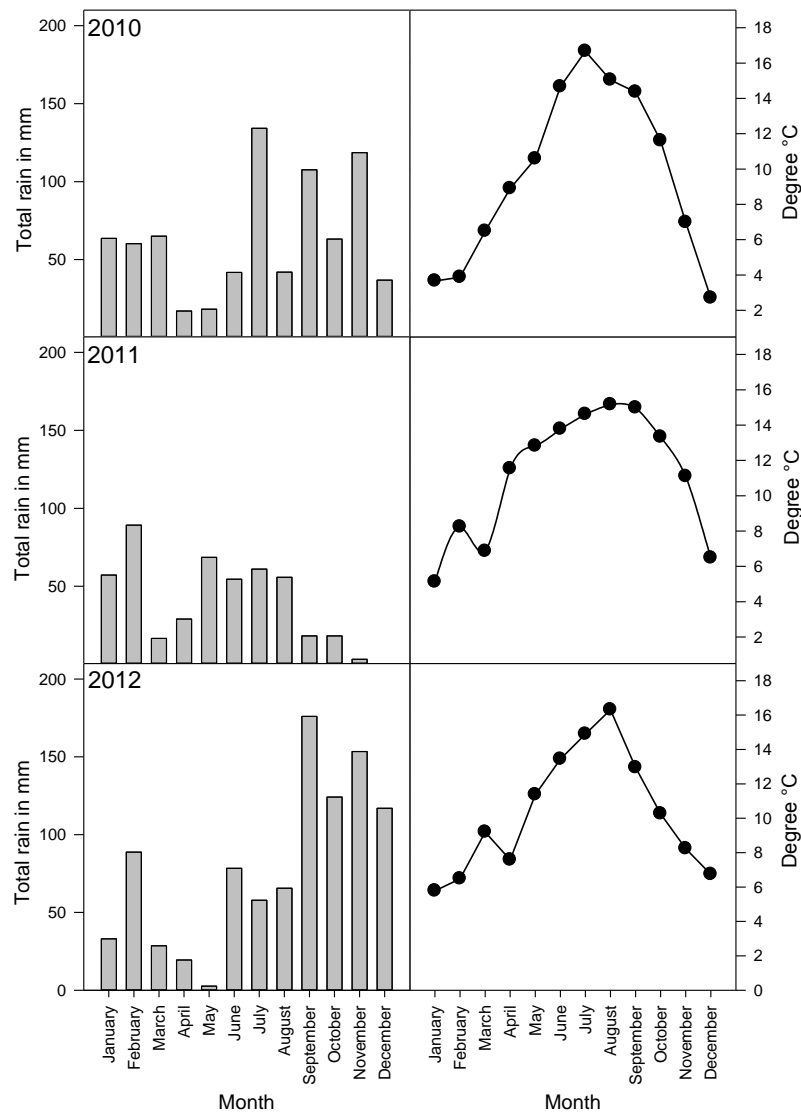 2010
200
150
100
50
Total rain in mm
18
16
14
12
10
8
6
4
2
Degree °C
2011
200
150
100
50
Total rain in mm
18
16
14
12
10
8
6
4
2
Degree °C
2012
200
150
100
50
0
Total rain in mm
18
16
14
12
10
8
6
4
2
0
Degree °C
January
February
March
April
May
June
July
August
September
October
November
December
Month
January
February
March
April
May
June
July
August
September
October
November
December
Month